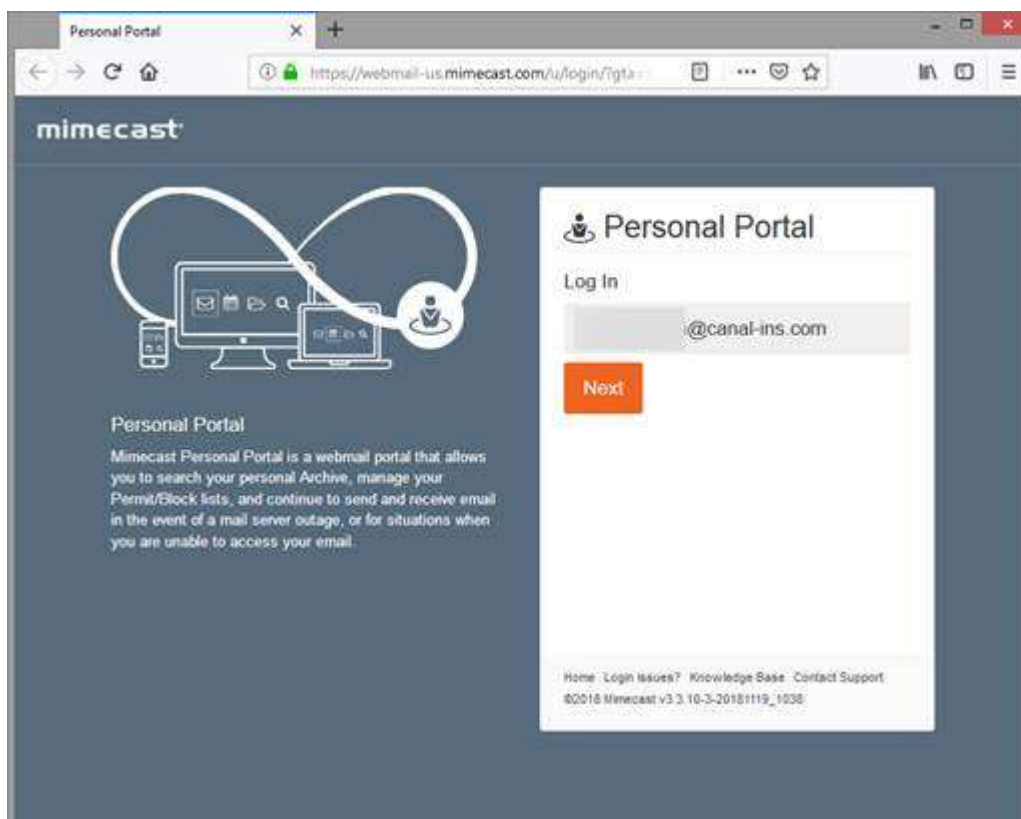 Personal Portal
https://webmail-us.mimecast.com/u/login/?gta
mimecast
Personal Portal
Log In
@canal-ins.com
Next
Personal Portal
Mimecast Personal Portal is a webmail portal that allows
you to search your personal Archive, manage your
Permit/Block lists, and continue to send and receive email
in the event of a mail server outage, or for situations when
you are unable to access your email.
Home Login Issues? Knowledge Base Contact Support
©2018 Mimecast v3.3.10-3-20181119_1038